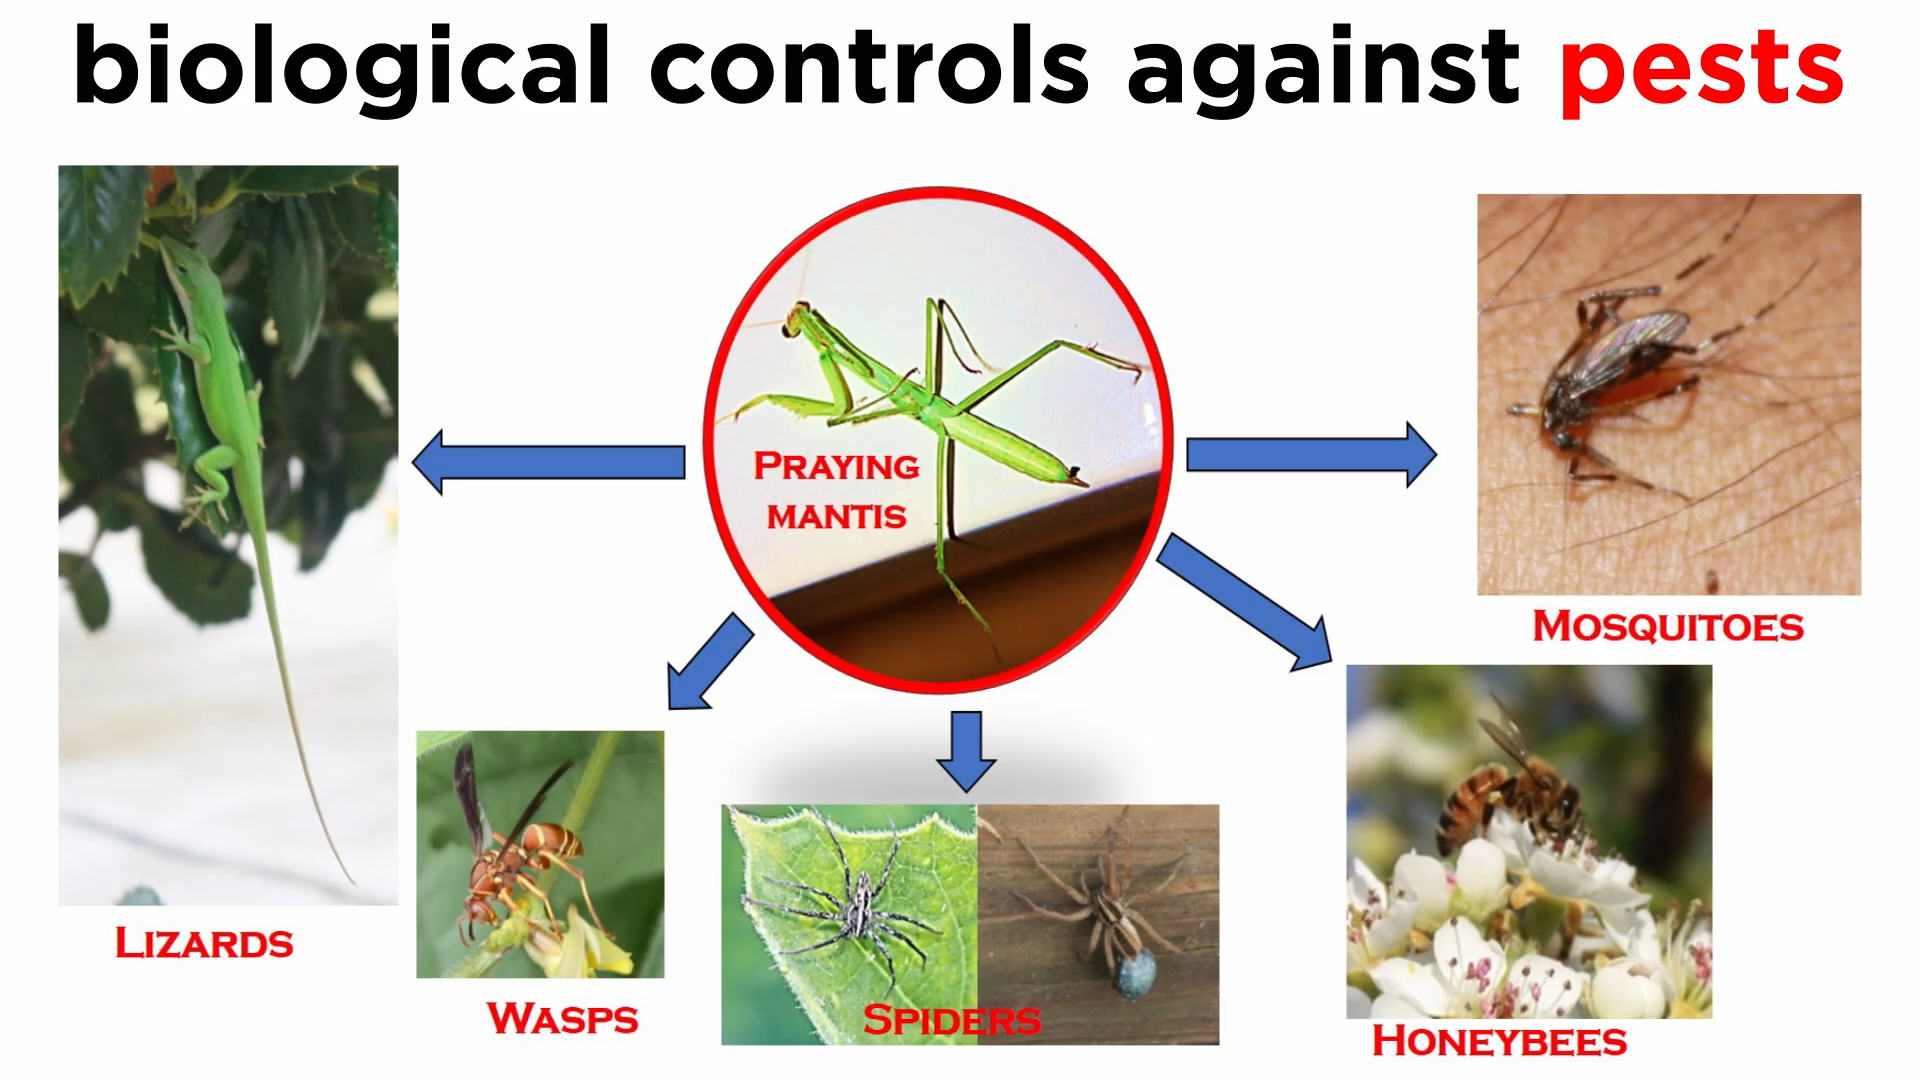 biological controls against pests
PRAYING
MANTIS
MOSQUITOES
LIZARDS
WASPS
SPIDERS
HONEYBEES